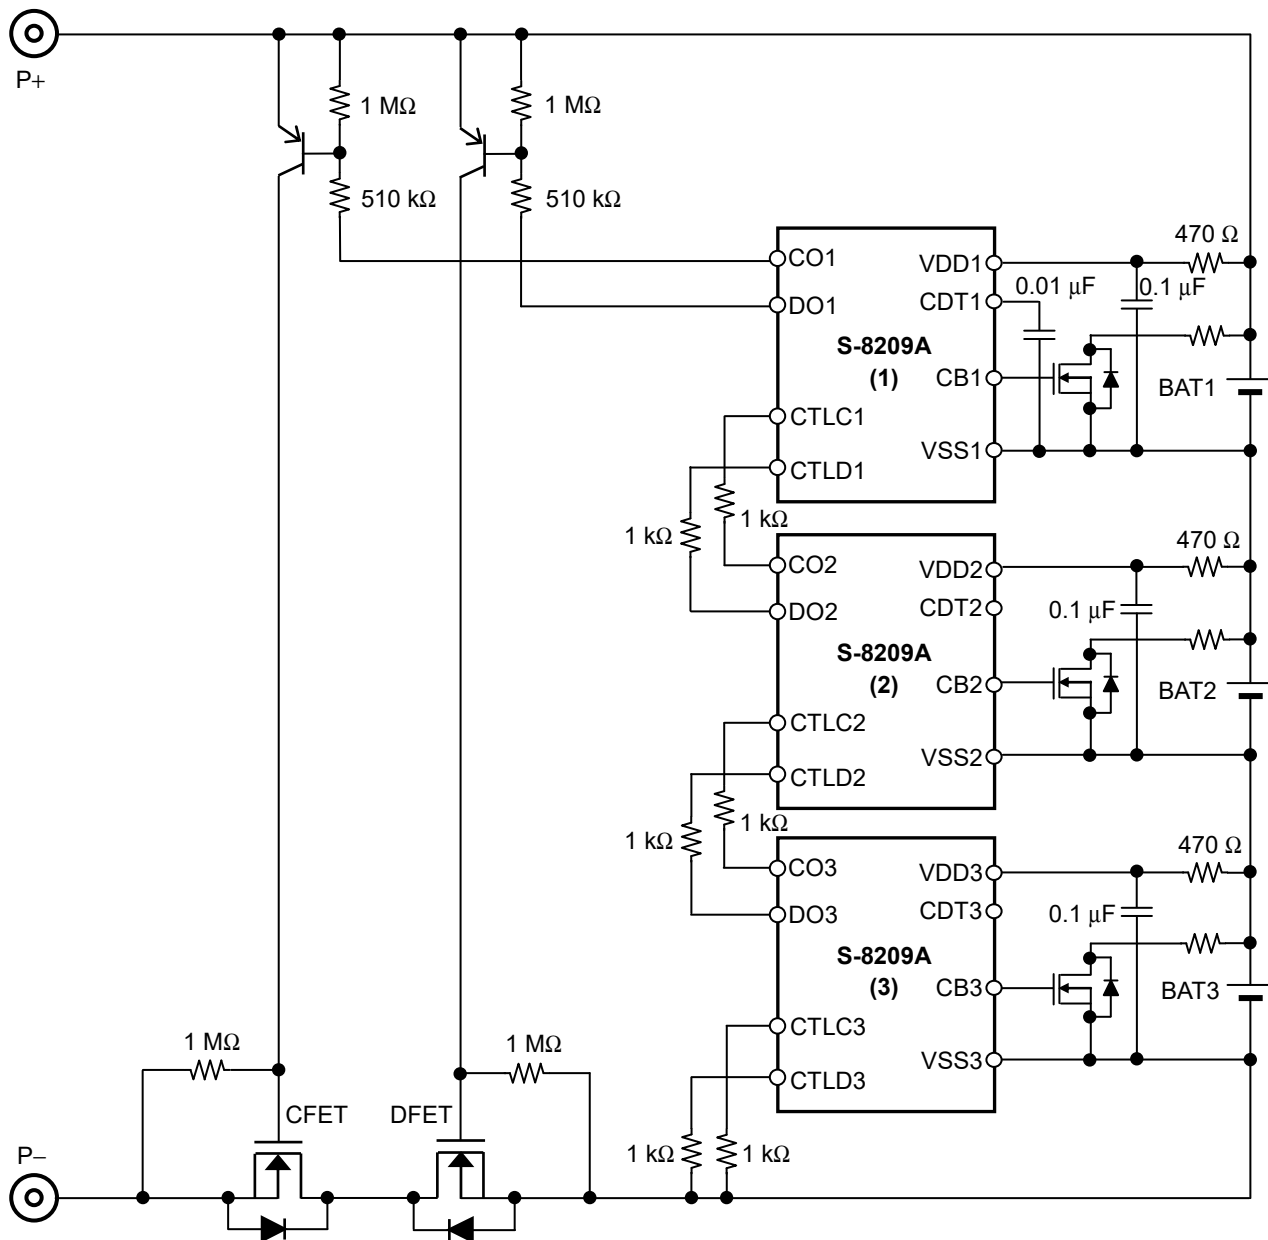 P+
1 MΩ
1 MΩ
510 kΩ
510 kΩ
470 Ω
CO1
VDD1
0.01 μF
0.1 μF
CDT1
DO1
S-8209A
(1)
CB1
BAT1
CTLC1
VSS1
CTLD1
1 kΩ
1 kΩ
470 Ω
CO2
VDD2
CDT2
0.1 μF
DO2
S-8209A
(2)
CB2
BAT2
CTLC2
VSS2
CTLD2
1 kΩ
1 kΩ
470 Ω
CO3
VDD3
CDT3
0.1 μF
DO3
S-8209A
(3)
CB3
BAT3
CTLC3
1 MΩ
1 MΩ
VSS3
CTLD3
CFET
DFET
1 kΩ
1 kΩ
P−